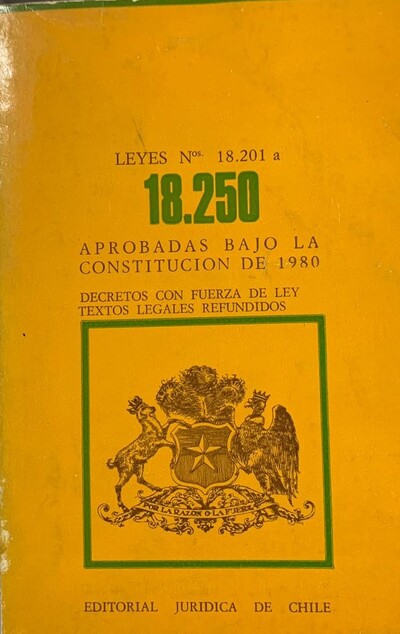 LEYES Nos. 18.201 a
18.250
APROBADAS BAJO LA
CONSTITUCION DE 1980
DECRETOS CON FUERZA DE LEY
TEXTOS LEGALES REFUNDIDOS
POR LA RAZON O LA FUERZA
EDITORIAL JURIDICA DE CHILE